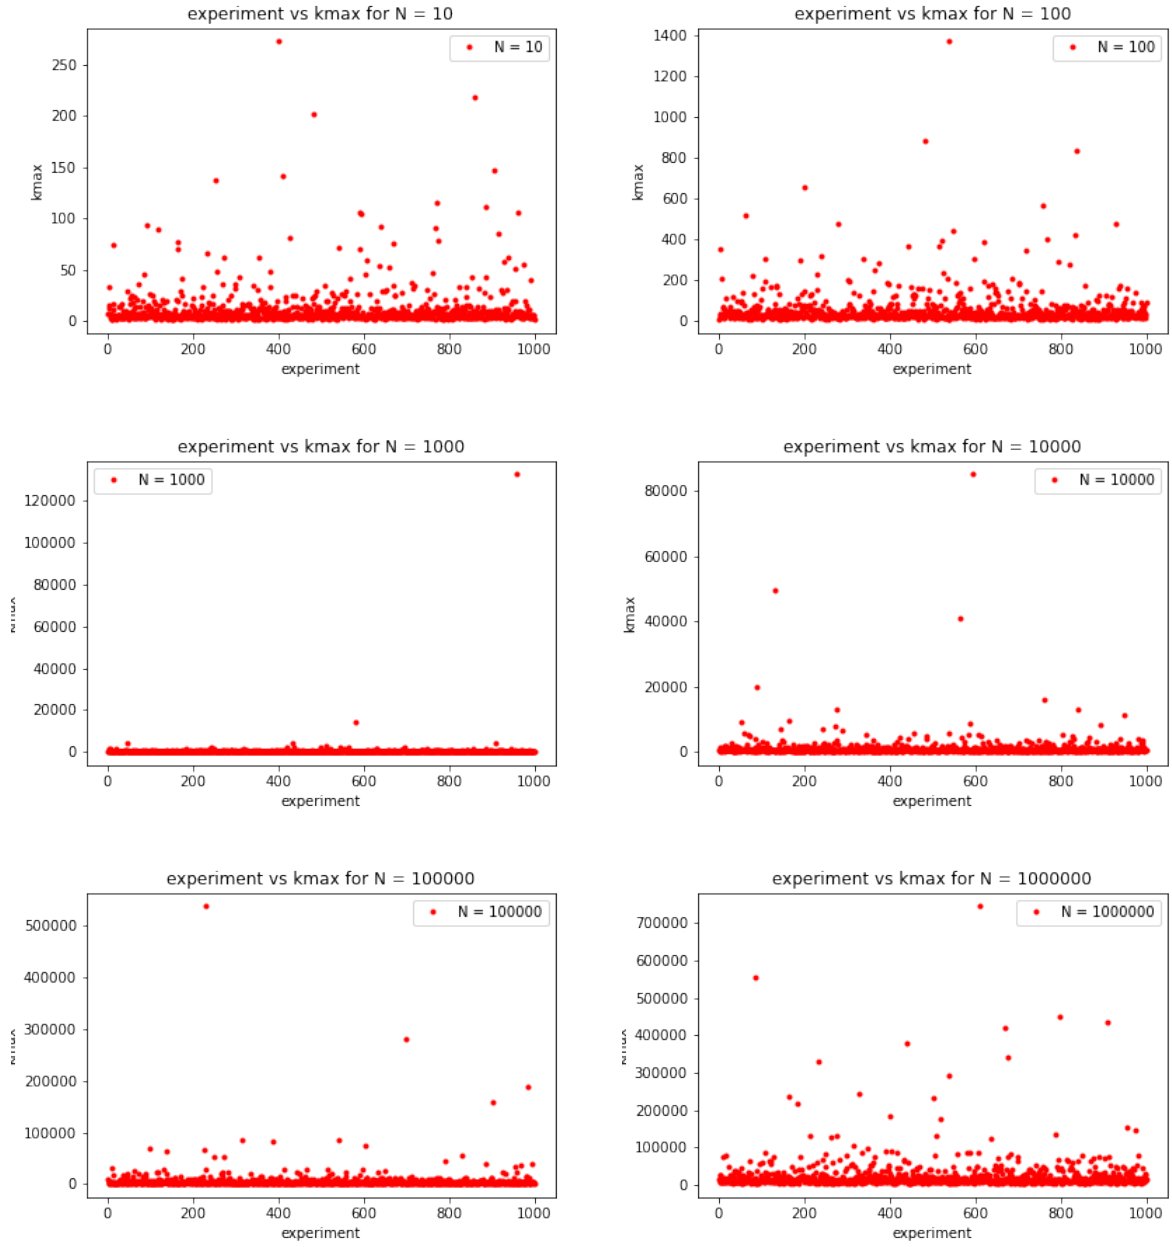 experiment vs kmax for N = 10
N = 10
kmax
250
200
150
100
50
0
0 200 400 600 800 1000
experiment
experiment vs kmax for N = 100
N = 100
kmax
1400
1200
1000
800
600
400
200
0
0 200 400 600 800 1000
experiment
experiment vs kmax for N = 1000
N = 1000
kmax
120000
100000
80000
60000
40000
20000
0
0 200 400 600 800 1000
experiment
experiment vs kmax for N = 10000
N = 10000
kmax
80000
60000
40000
20000
0
0 200 400 600 800 1000
experiment
experiment vs kmax for N = 100000
N = 100000
kmax
500000
400000
300000
200000
100000
0
0 200 400 600 800 1000
experiment
experiment vs kmax for N = 1000000
N = 1000000
kmax
700000
600000
500000
400000
300000
200000
100000
0
0 200 400 600 800 1000
experiment